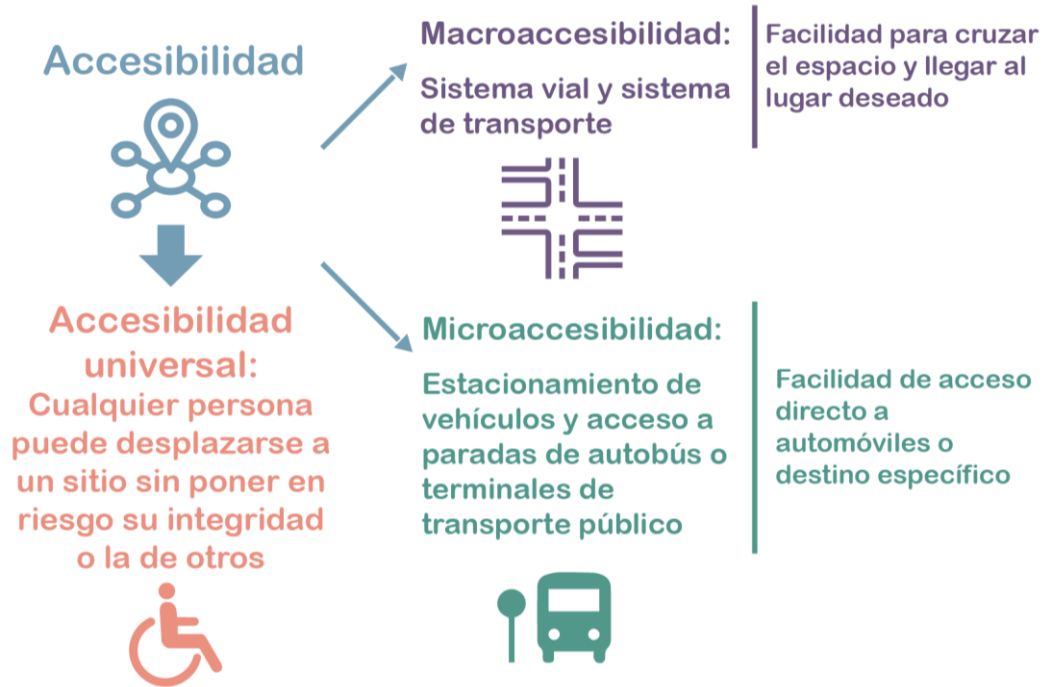 Accesibilidad
Macroaccesibilidad:
Sistema vial y sistema
de transporte
Facilidad para cruzar
el espacio y llegar al
lugar deseado
Accesibilidad
universal:
Cualquier persona
puede desplazarse a
un sitio sin poner en
riesgo su integridad
o la de otros
Microaccesibilidad:
Estacionamiento de
vehículos y acceso a
paradas de autobús o
terminales de
transporte público
Facilidad de acceso
directo a
automóviles o
destino específico